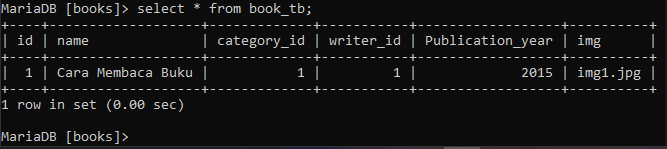 MariaDB [books]> select * from book_tb;
+----+-------------------+-------------+-----------+------------------+----------+
| id | name              | category_id | writer_id | Publication_year | img      |
+----+-------------------+-------------+-----------+------------------+----------+
|  1 | Cara Membaca Buku |           1 |         1 |             2015 | img1.jpg |
+----+-------------------+-------------+-----------+------------------+----------+
1 row in set (0.00 sec)
MariaDB [books]>